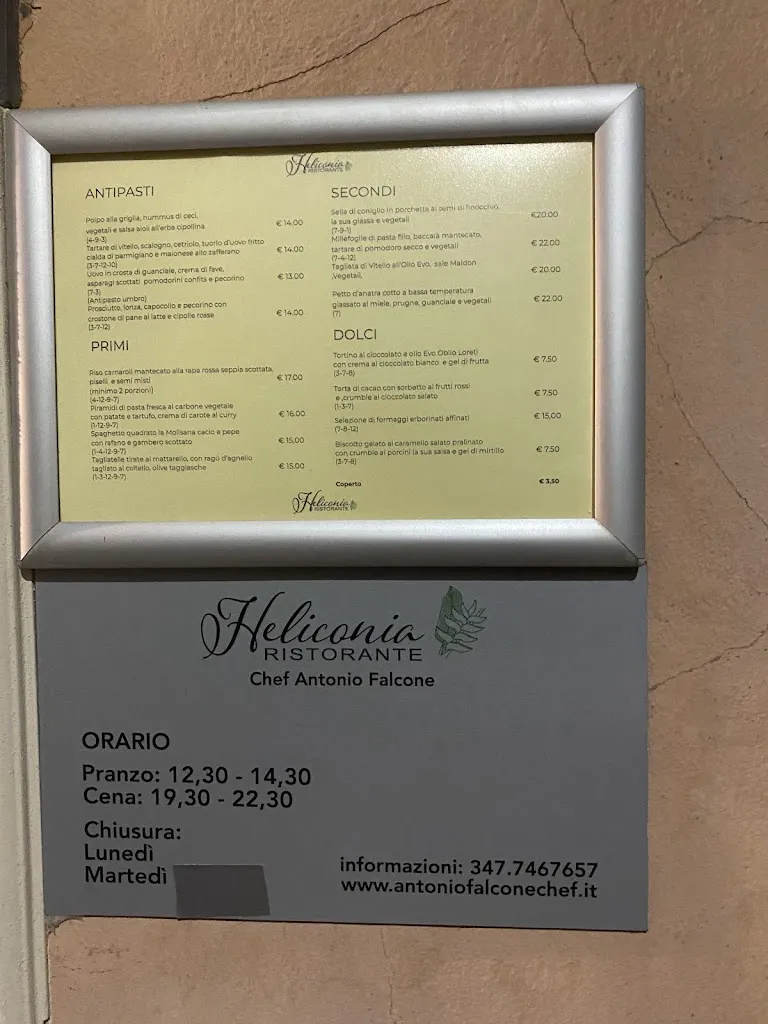 Heliconia
RISTORANTE
ANTIPASTI
Polpo alla griglia, hummus di ceci,
vegetali e salsa aioli all'erba cipollina € 14.00
(4-9-3)
Tartare di vitello, scalogno, cetriolo, tuorlo d'uovo fritto
cialda di parmigiano e maionese allo zafferano € 14.00
(3-7-12-10)
Uovo in crosta di guanciale, crema di fave,
asparagi scottati pomodorini confits e pecorino € 13.00
(7-3)
(Antipasto umbro)
Prosciutto, lonza, capocollo e pecorino con
crostone di pane al latte e cipolle rosse € 14.00
(3-7-12)
PRIMI
Riso carnaroli mantecato alla rapa rossa seppia scottata,
piselli e semi misti € 17.00
(minimo 2 porzioni)
(4-12-9-7)
Piramidi di pasta fresca al carbone vegetale
con patate e tartufo, crema di carote al curry € 16.00
(1-12-9-7)
Spaghetto quadrato la Molisana cacio e pepe
con rafano e gambero scottato € 15,00
(1-4-12-9-7)
Tagliatelle tirate al mattarello, con ragù d'agnello
tagliato al coltello, olive taggiasche € 15.00
(1-3-12-9-7)
SECONDI
Sella di coniglio in porchetta ai semi di finocchio,
la sua glassa e vegetali €20.00
(7-9-1)
Millefoglie di pasta fillo, baccalà mantecato,
tartare di pomodoro secco e vegetali € 22.00
(7-4-12)
Tagliata di Vitello all'Olio Evo, sale Maldon
,Vegetali, € 20.00
Petto d'anatra cotto a bassa temperatura
glassato al miele, prugne, guanciale e vegetali € 22.00
(7)
DOLCI
Tortino al cioccolato e olio Evo Oblio Loreti
con crema al cioccolato bianco e gel di frutta € 7.50
(3-7-8)
Torta di cacao con sorbetto ai frutti rossi
e ,crumble al cioccolato salato € 7.50
(1-3-7)
Selezione di formaggi erborinati affinati € 15,00
(7-8-12)
Biscotto gelato al caramello salato pralinato
con crumble ai porcini la sua salsa e gel di mirtillo € 7.50
(3-7-8)
Coperto € 3,50
Heliconia
RISTORANTE
Heliconia
RISTORANTE
Chef Antonio Falcone
ORARIO
Pranzo: 12,30 - 14,30
Cena: 19,30 - 22,30
Chiusura:
Lunedì
Martedì
informazioni: 347.7467657
www.antoniofalconechef.it